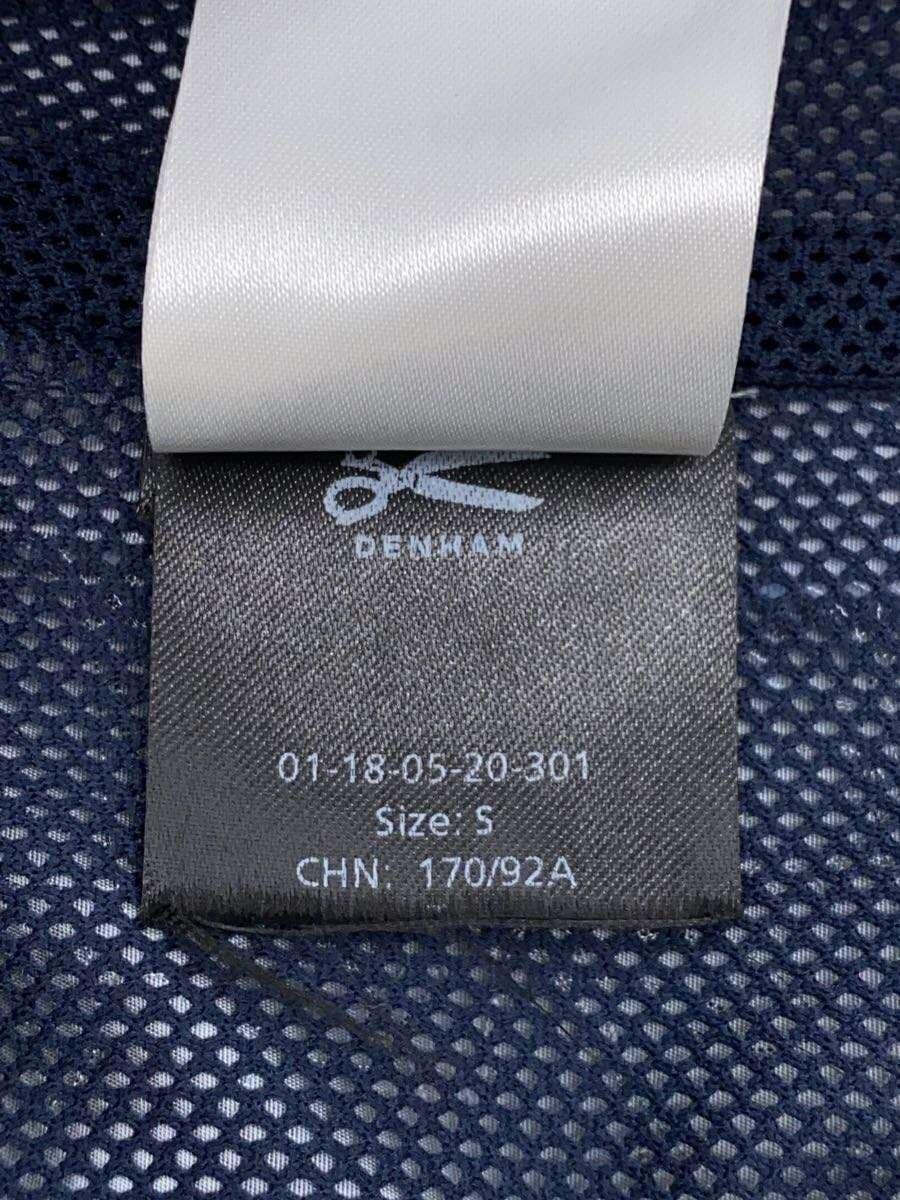 DENHAM
01-18-05-20-301
Size: S
CHN: 170/92A